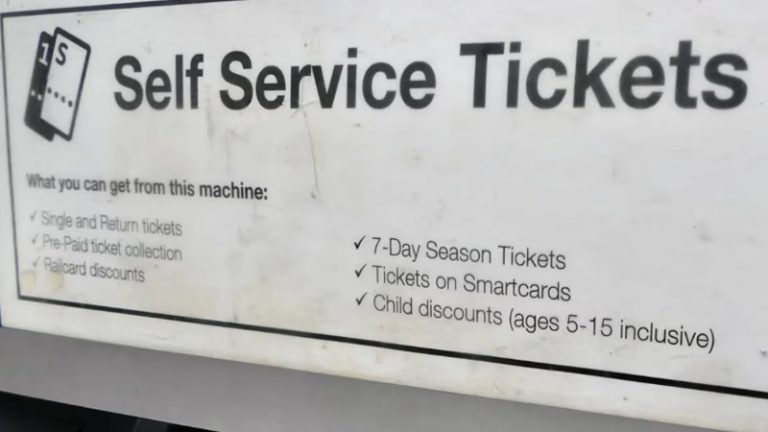 1 S
Self Service Tickets
What you can get from this machine:
✓ Single and Return tickets
✓ Pre-Paid ticket collection
✓ Railcard discounts
✓ 7-Day Season Tickets
✓ Tickets on Smartcards
✓ Child discounts (ages 5-15 inclusive)